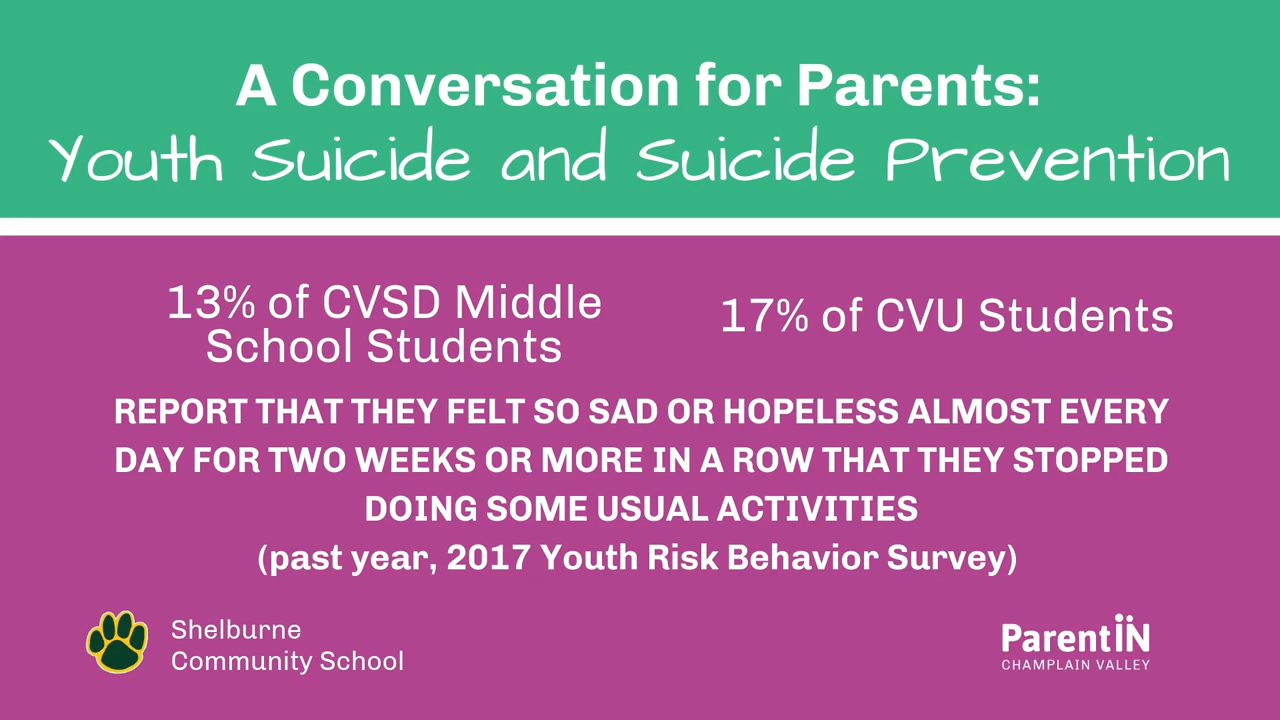 A Conversation for Parents:
Youth Suicide and Suicide Prevention
13% of CVSD Middle
School Students
17% of CVU Students
REPORT THAT THEY FELT SO SAD OR HOPELESS ALMOST EVERY
DAY FOR TWO WEEKS OR MORE IN A ROW THAT THEY STOPPED
DOING SOME USUAL ACTIVITIES
(past year, 2017 Youth Risk Behavior Survey)
Shelburne
Community School
ParentIN
CHAMPLAIN VALLEY